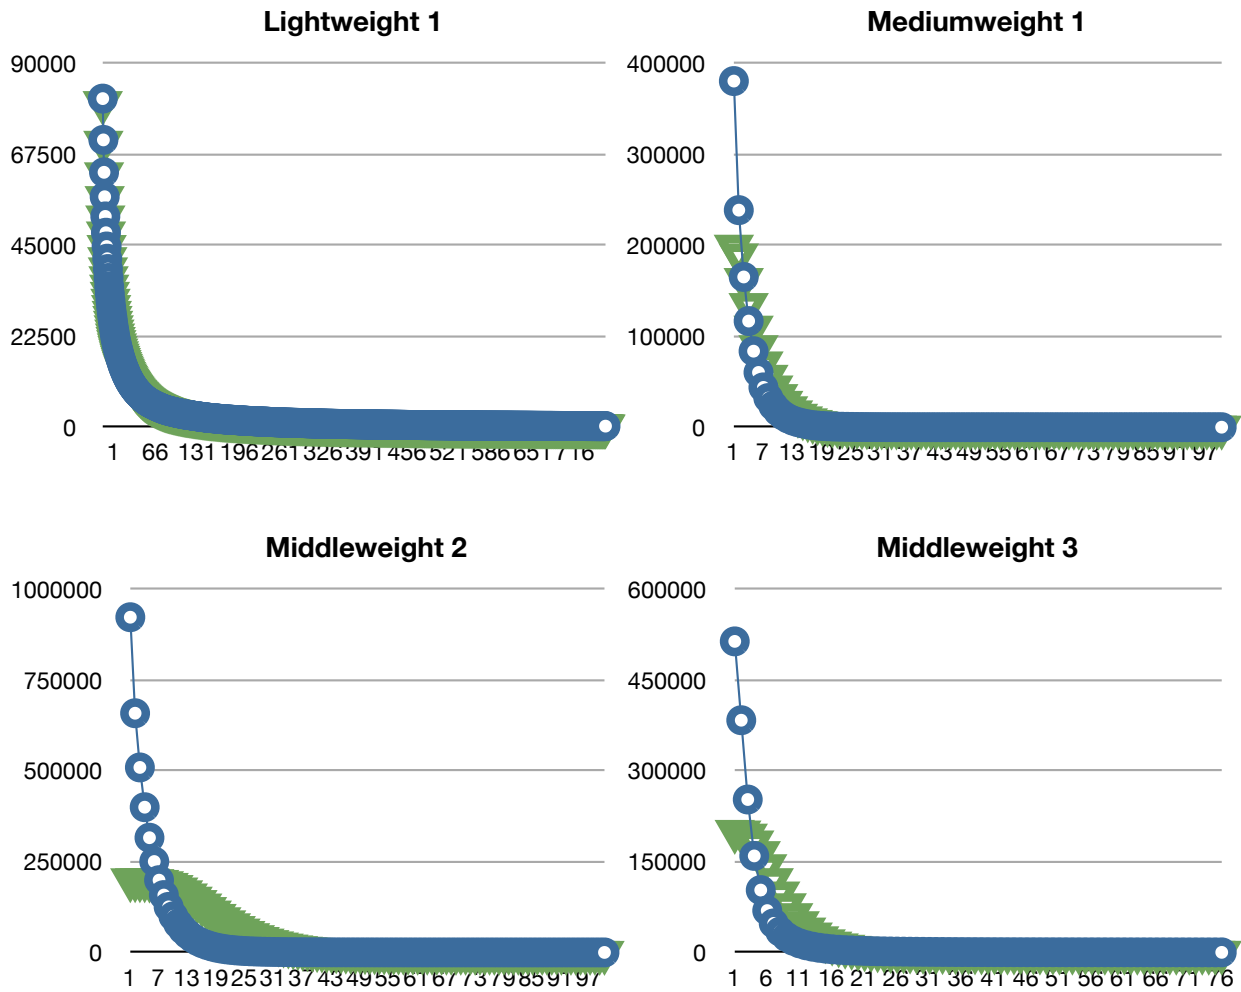 Lightweight 1
90000
67500
45000
22500
0
1 66 131 196 261 326 391 456 521 586 651 716
Mediumweight 1
400000
300000
200000
100000
0
1 7 13 19 25 31 37 43 49 55 61 67 73 79 85 91 97
Middleweight 2
1000000
750000
500000
250000
0
1 7 13 19 25 31 37 43 49 55 61 67 73 79 85 91 97
Middleweight 3
600000
450000
300000
150000
0
1 6 11 16 21 26 31 36 41 46 51 56 61 66 71 76